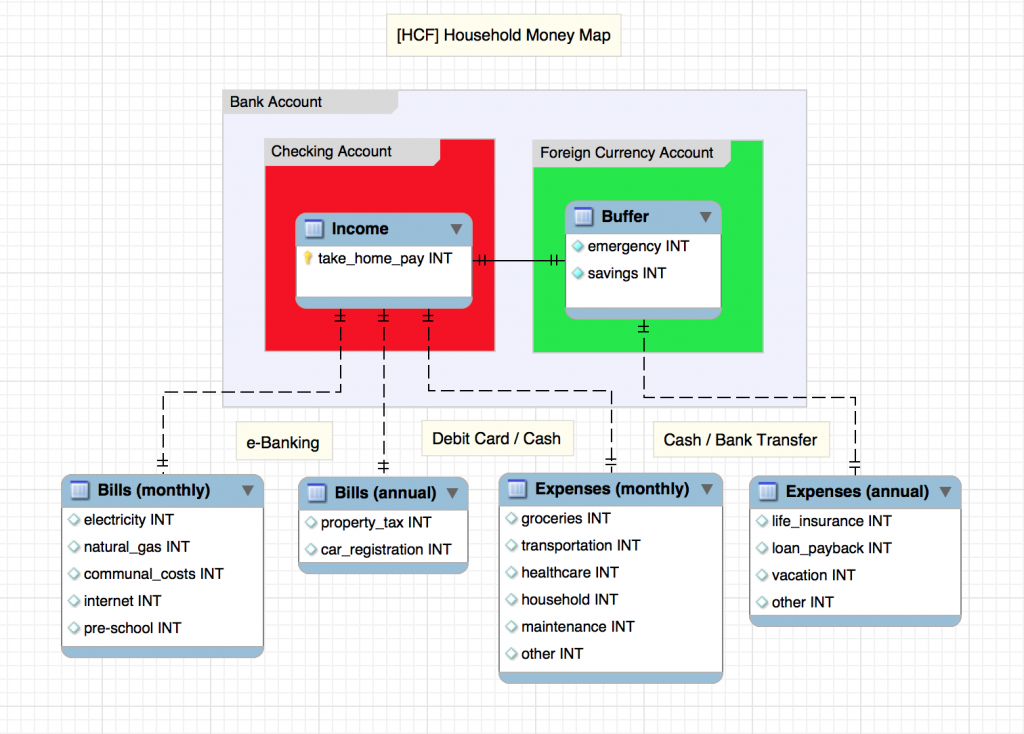 [HCF] Household Money Map
Bank Account
Checking Account
Foreign Currency Account
Income
take_home_pay INT
Buffer
emergency INT
savings INT
e-Banking
Debit Card / Cash
Cash / Bank Transfer
Bills (monthly)
electricity INT
natural_gas INT
communal_costs INT
internet INT
pre-school INT
Bills (annual)
property_tax INT
car_registration INT
Expenses (monthly)
groceries INT
transportation INT
healthcare INT
household INT
maintenance INT
other INT
Expenses (annual)
life_insurance INT
loan_payback INT
vacation INT
other INT